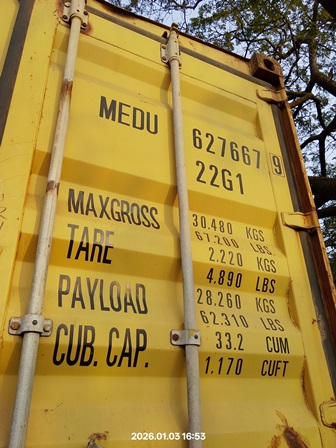 MEDU 627667 9
22G1
MAXGROSS 30.480 KGS
67.200 LBS
TARE 2.220 KGS
4.890 LBS
PAYLOAD 28.260 KGS
62.310 LBS
CUB. CAP. 33.2 CUM
1.170 CUFT
2026.01.03 16:53